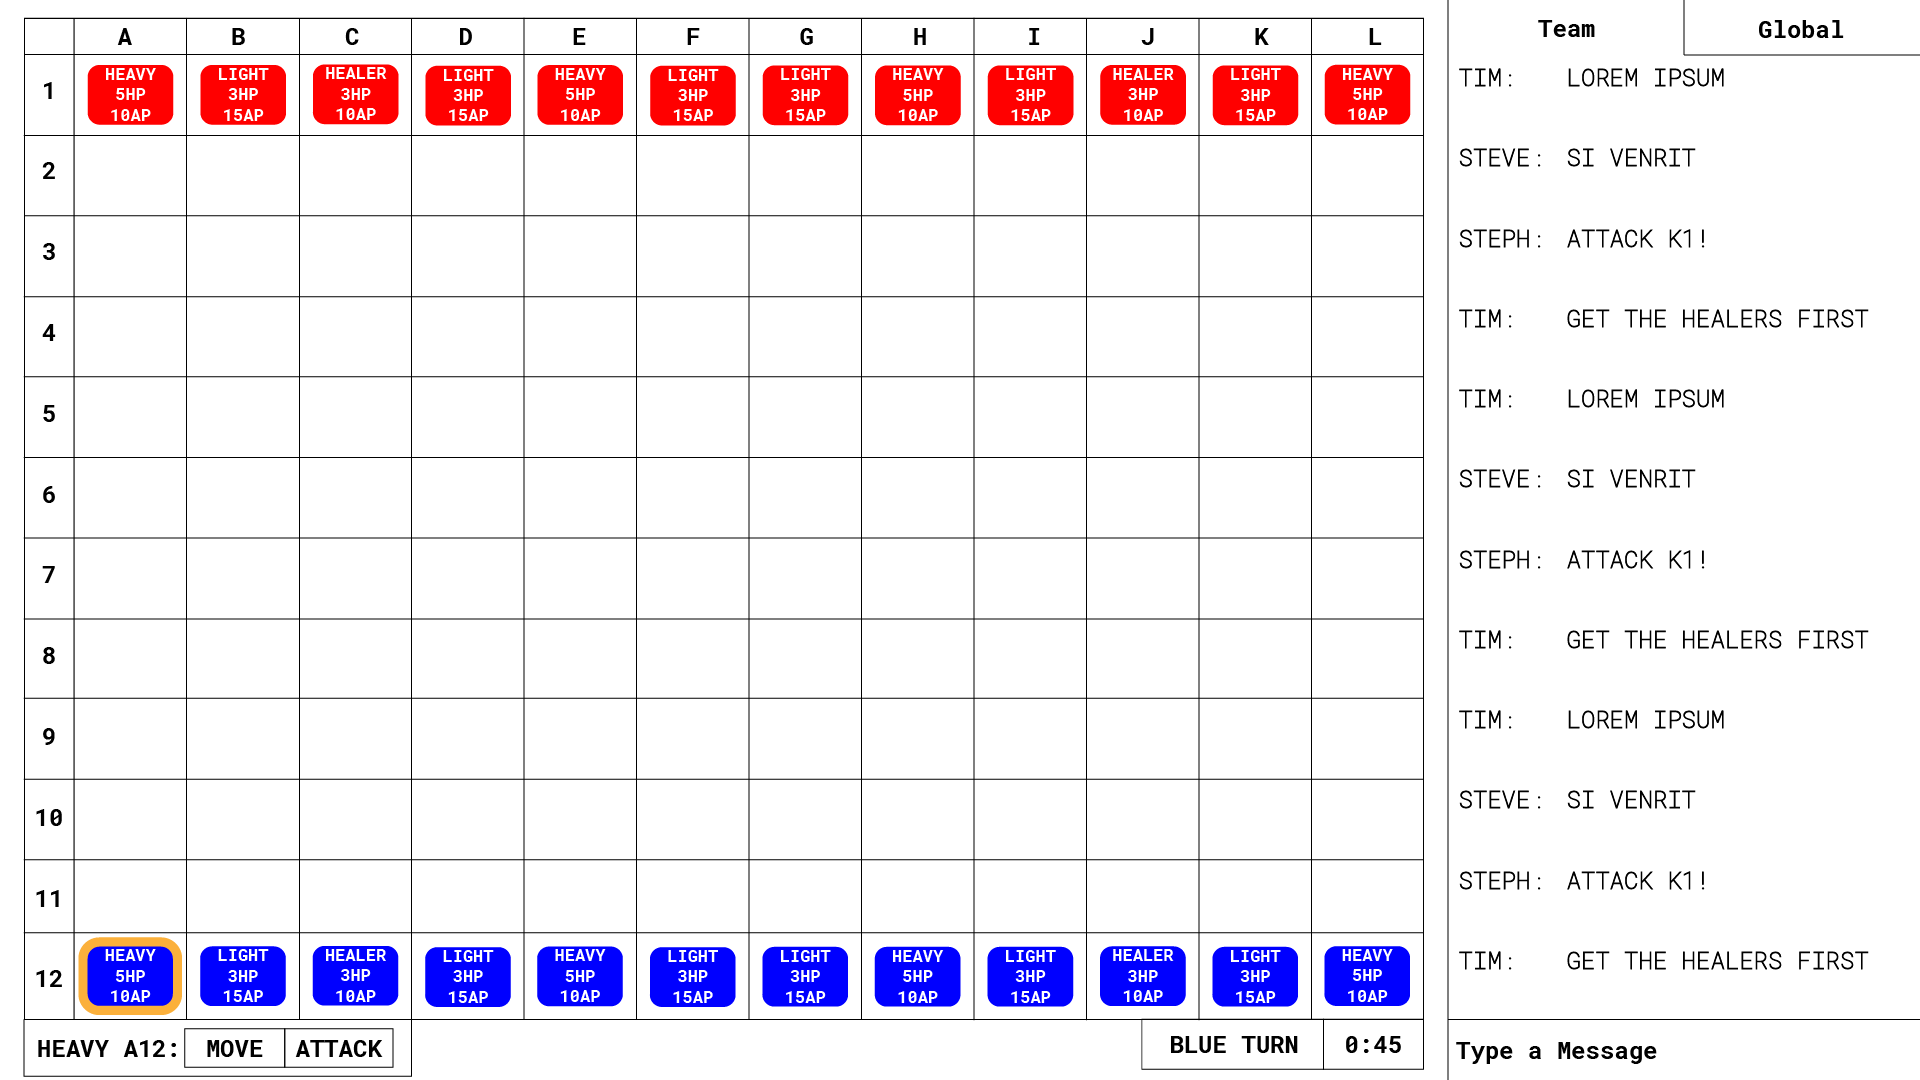 A B C D E F G H I J K L
1
HEAVY LIGHT HEALER LIGHT HEAVY LIGHT LIGHT HEAVY LIGHT HEALER LIGHT HEAVY
5HP 3HP 3HP 3HP 5HP 3HP 3HP 5HP 3HP 3HP 3HP 5HP
10AP 15AP 10AP 15AP 10AP 15AP 15AP 10AP 15AP 10AP 15AP 10AP
2
3
4
5
6
7
8
9
10
11
12
HEAVY LIGHT HEALER LIGHT HEAVY LIGHT LIGHT HEAVY LIGHT HEALER LIGHT HEAVY
5HP 3HP 3HP 3HP 5HP 3HP 3HP 5HP 3HP 3HP 3HP 5HP
10AP 15AP 10AP 15AP 10AP 15AP 15AP 10AP 15AP 10AP 15AP 10AP
HEAVY A12: MOVE ATTACK
BLUE TURN 0:45
Team Global
TIM: LOREM IPSUM
STEVE: SI VENRIT
STEPH: ATTACK K1!
TIM: GET THE HEALERS FIRST
TIM: LOREM IPSUM
STEVE: SI VENRIT
STEPH: ATTACK K1!
TIM: GET THE HEALERS FIRST
TIM: LOREM IPSUM
STEVE: SI VENRIT
STEPH: ATTACK K1!
TIM: GET THE HEALERS FIRST
Type a Message